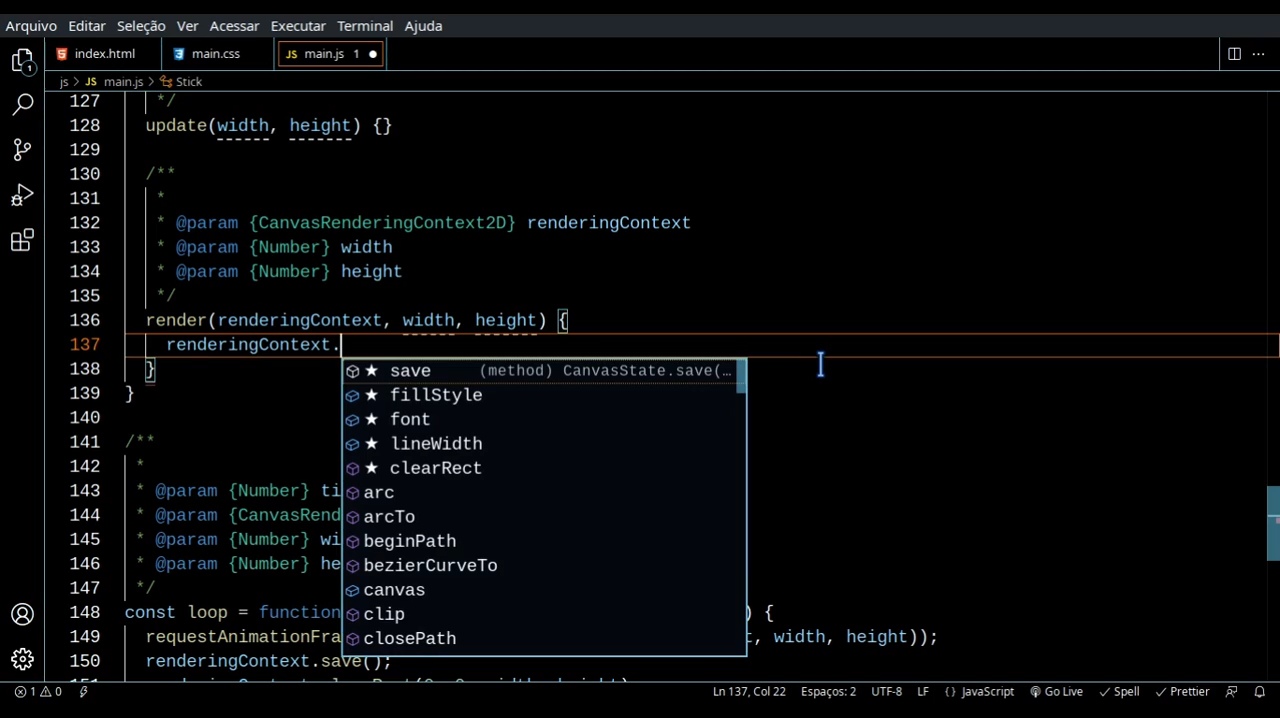 Arquivo Editar Seleção Ver Acessar Executar Terminal Ajuda
index.html main.css JS main.js 1
js > JS main.js > Stick
127 */
128 update(width, height) {}
129
130 /**
131 *
132 * @param {CanvasRenderingContext2D} renderingContext
133 * @param {Number} width
134 * @param {Number} height
135 */
136 render(renderingContext, width, height) {
137 renderingContext.
138 }
139 }
140
141 /**
142 *
143 * @param {Number} ti
144 * @param {CanvasRend
145 * @param {Number} wi
146 * @param {Number} he
147 */
148 const loop = function ) {
149 requestAnimationFra t, width, height));
150 renderingContext.save();
★ save (method) CanvasState.save(…
★ fillStyle
★ font
★ lineWidth
★ clearRect
arc
arcTo
beginPath
bezierCurveTo
canvas
clip
closePath
1 0 Ln 137, Col 22 Espaços: 2 UTF-8 LF {} JavaScript Go Live Spell Prettier